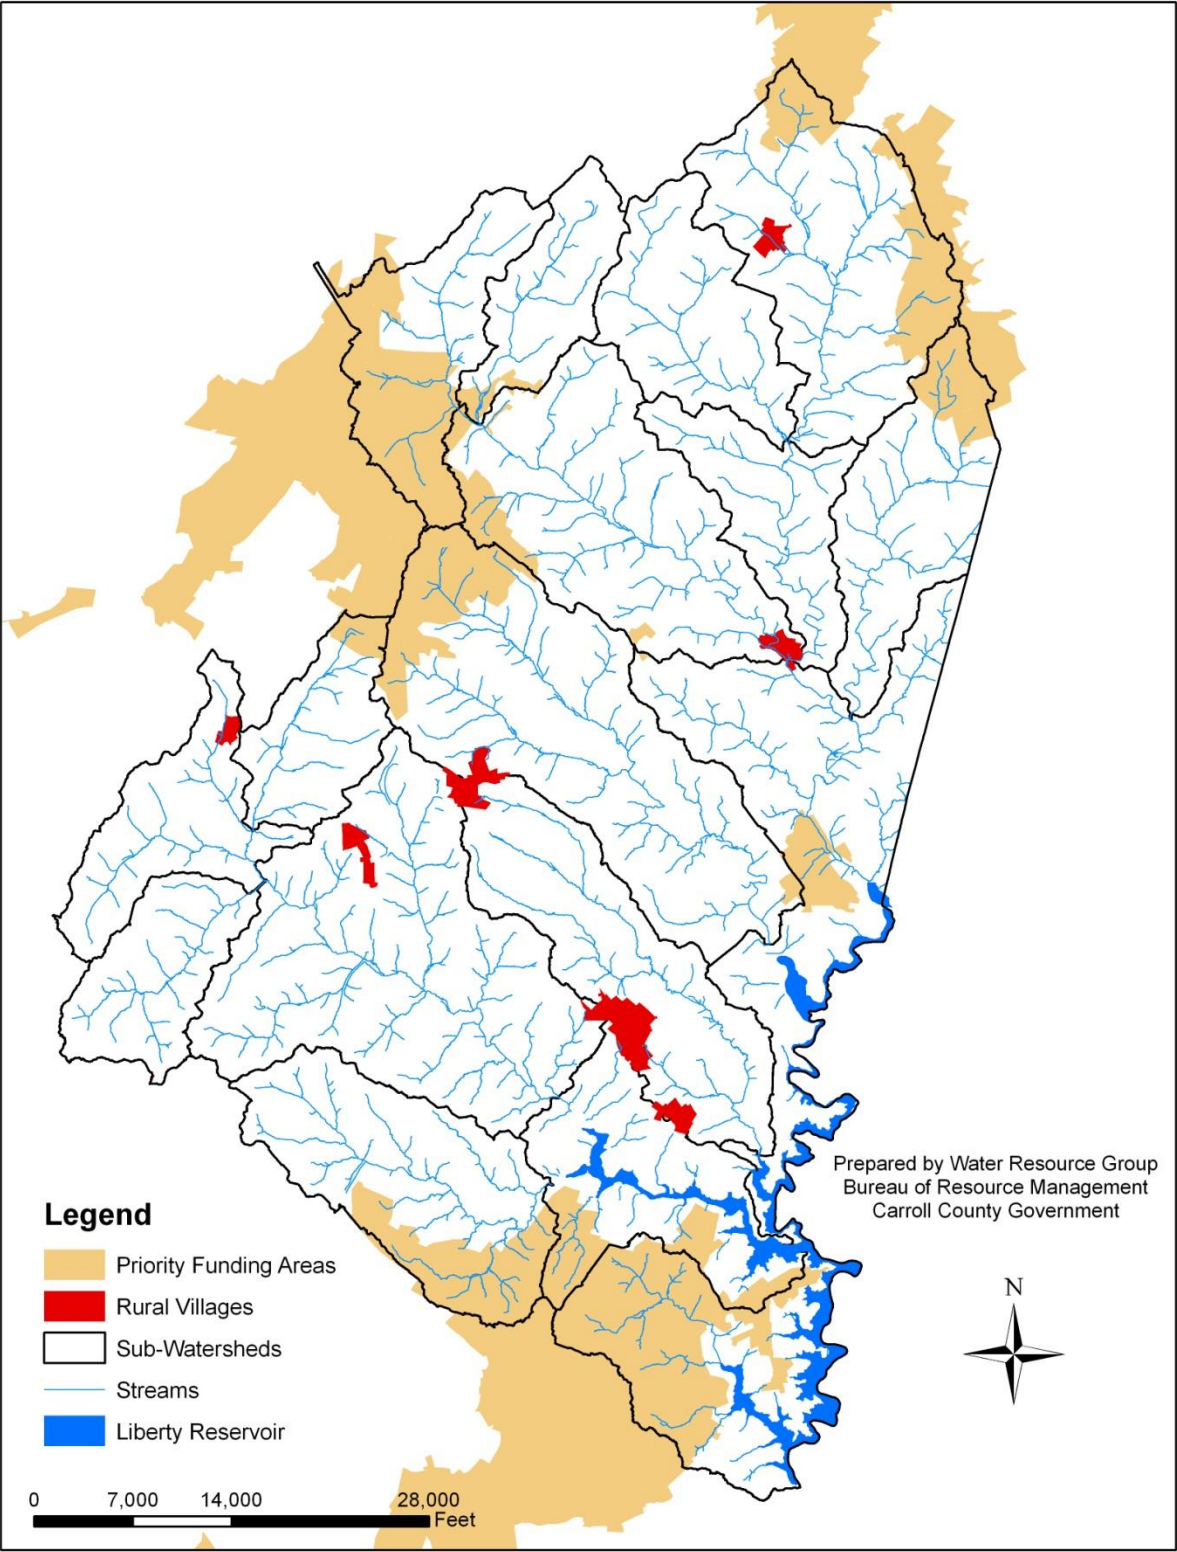 Prepared by Water Resource Group
Bureau of Resource Management
Carroll County Government
Legend
Priority Funding Areas
Rural Villages
Sub-Watersheds
Streams
Liberty Reservoir
N
0 7,000 14,000 28,000
Feet